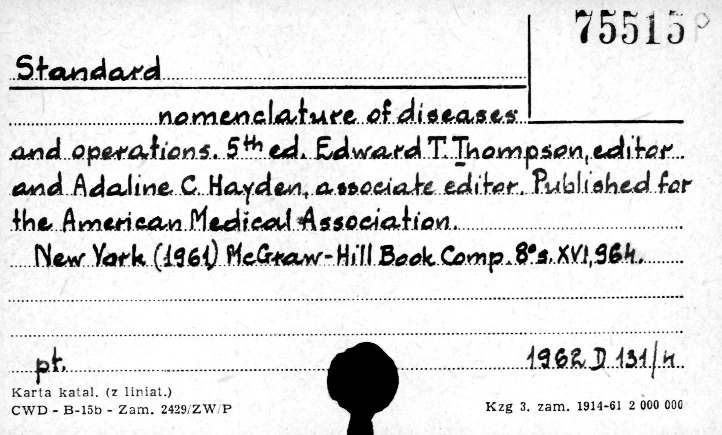 75515 p
Standard
nomenclature of diseases
and operations. 5th ed. Edward T. Thompson, editor
and Adaline C. Hayden, associate editor. Published for
the American Medical Association.
New York (1961) McGraw-Hill Book Comp. 8° s. XVI, 964.
pt. 1962 D 131/4
Karta katal. (z liniat.)
CWD - B-15b - Zam. 2429/ZW/P Kzg 3. zam. 1914-61 2 000 000